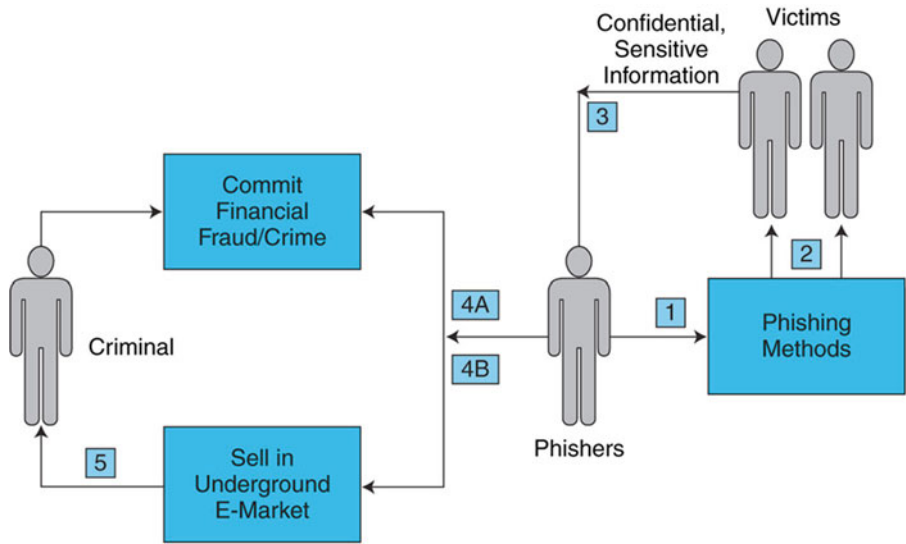 Victims
Confidential,
Sensitive
Information
3
Commit
Financial
Fraud/Crime
2
4A
1
Phishing
Methods
Criminal
4B
Phishers
5
Sell in
Underground
E-Market